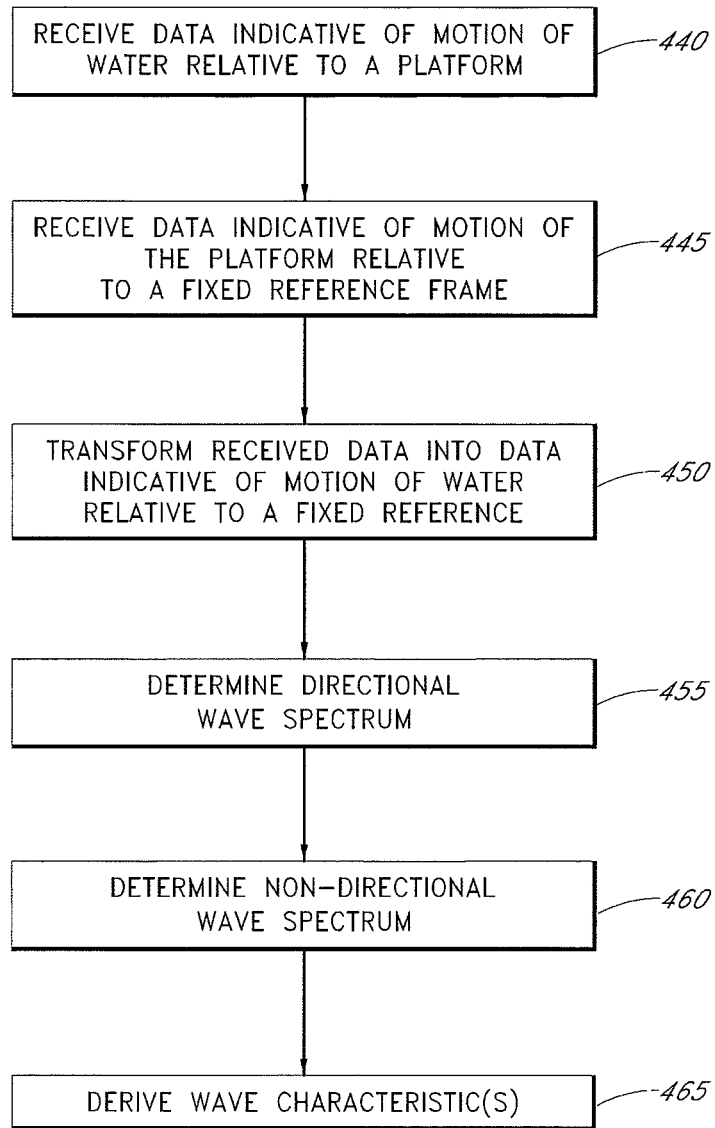 RECEIVE DATA INDICATIVE OF MOTION OF
WATER RELATIVE TO A PLATFORM
440
RECEIVE DATA INDICATIVE OF MOTION OF
THE PLATFORM RELATIVE
TO A FIXED REFERENCE FRAME
445
TRANSFORM RECEIVED DATA INTO DATA
INDICATIVE OF MOTION OF WATER
RELATIVE TO A FIXED REFERENCE
450
DETERMINE DIRECTIONAL
WAVE SPECTRUM
455
DETERMINE NON-DIRECTIONAL
WAVE SPECTRUM
460
DERIVE WAVE CHARACTERISTIC(S)
465